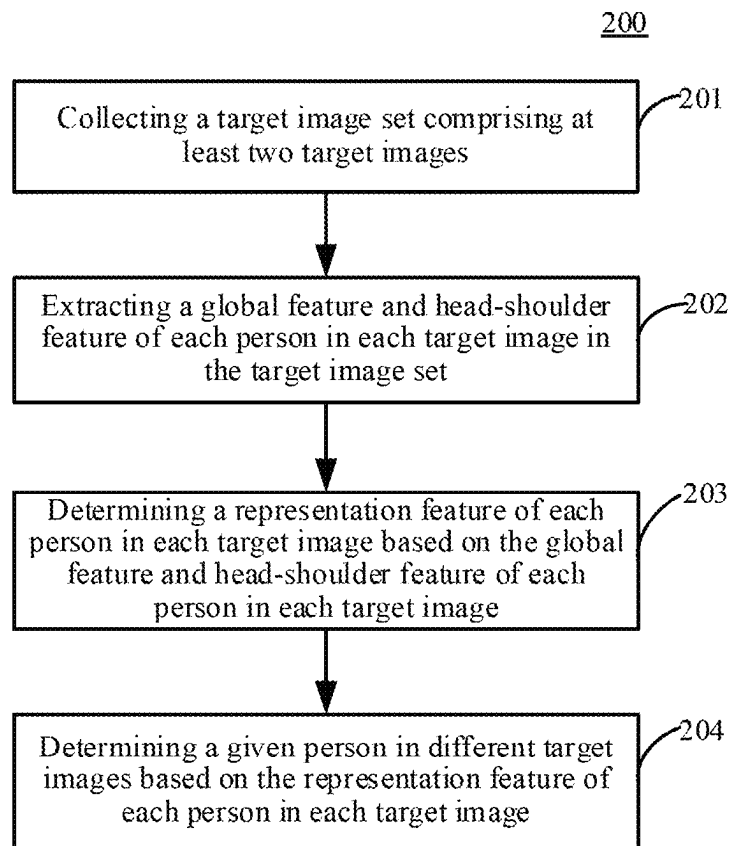 200
Collecting a target image set comprising at
least two target images
201
Extracting a global feature and head-shoulder
feature of each person in each target image in
the target image set
202
Determining a representation feature of each
person in each target image based on the global
feature and head-shoulder feature of each
person in each target image
203
Determining a given person in different target
images based on the representation feature of
each person in each target image
204